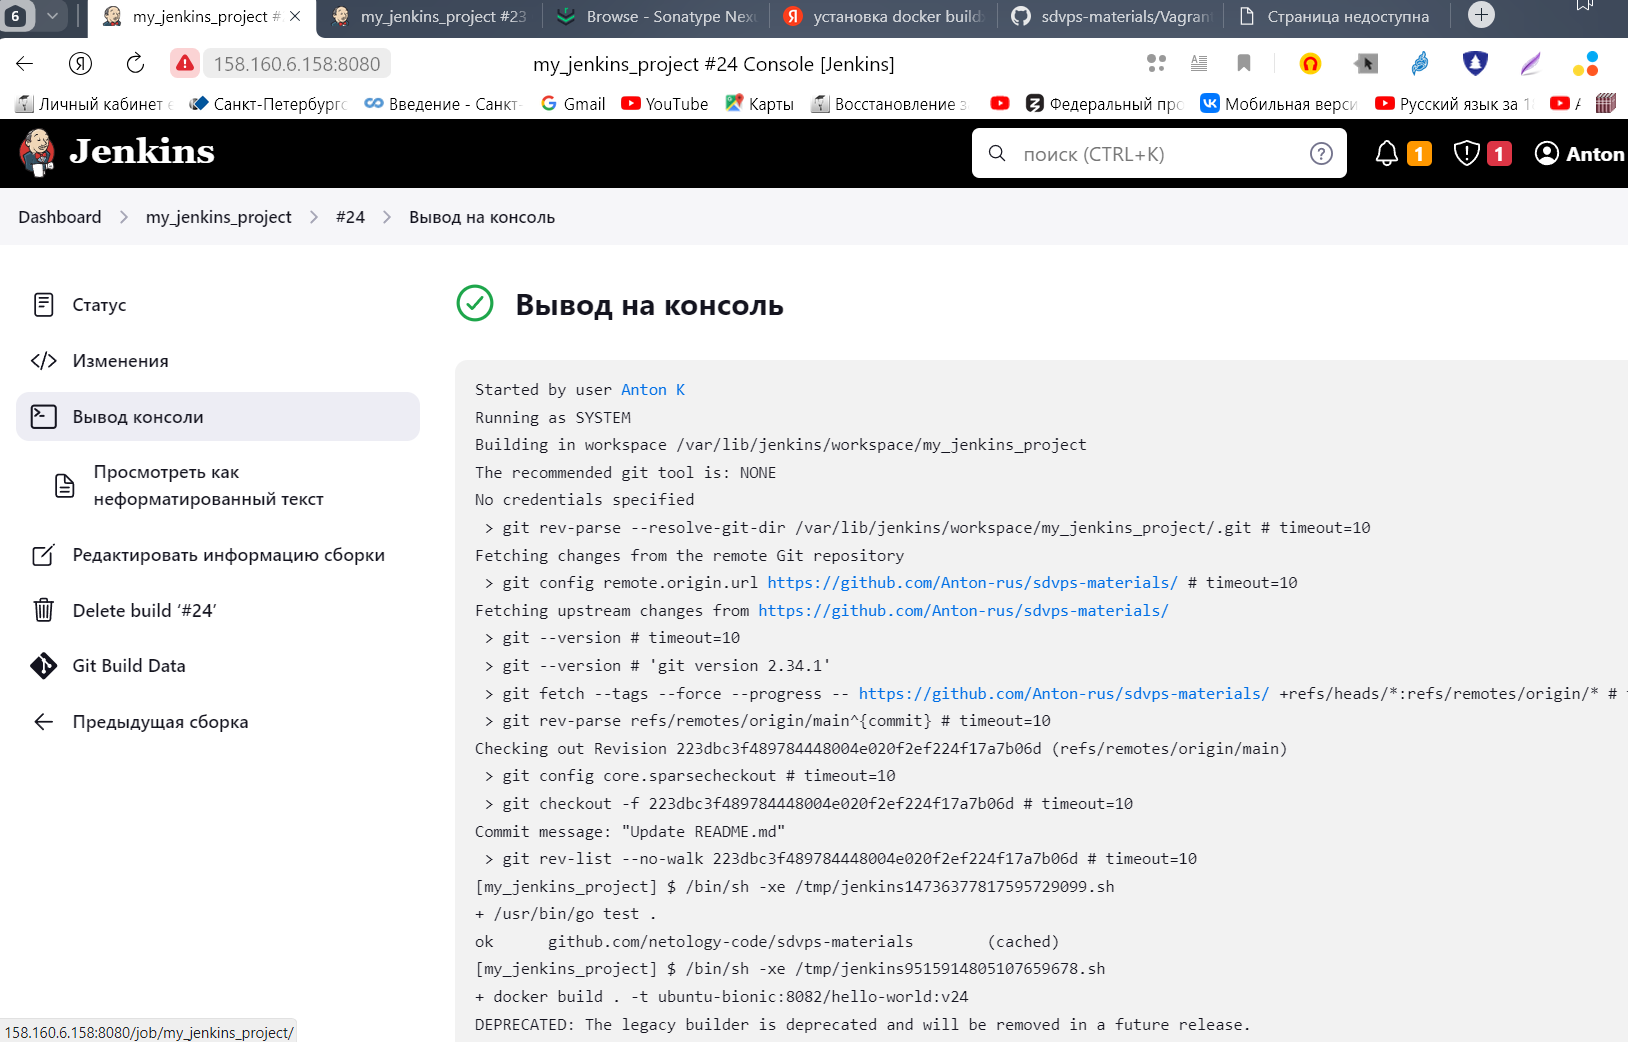 6
my_jenkins_project #
my_jenkins_project #23
Browse - Sonatype Nex
установка docker build
sdvps-materials/Vagran
Страница недоступна
158.160.6.158:8080
my_jenkins_project #24 Console [Jenkins]
Личный кабинет
Санкт-Петербург
Введение - Санкт-
Gmail
YouTube
Карты
Восстановление
Федеральный про
Мобильная верси
Русский язык за 1
Jenkins
поиск (CTRL+K)
1
1
Anton
Dashboard
my_jenkins_project
#24
Вывод на консоль
Статус
Изменения
Вывод консоли
Просмотреть как
неформатированный текст
Редактировать информацию сборки
Delete build ‘#24’
Git Build Data
Предыдущая сборка
Вывод на консоль
Started by user Anton K
Running as SYSTEM
Building in workspace /var/lib/jenkins/workspace/my_jenkins_project
The recommended git tool is: NONE
No credentials specified
> git rev-parse --resolve-git-dir /var/lib/jenkins/workspace/my_jenkins_project/.git # timeout=10
Fetching changes from the remote Git repository
> git config remote.origin.url https://github.com/Anton-rus/sdvps-materials/ # timeout=10
Fetching upstream changes from https://github.com/Anton-rus/sdvps-materials/
> git --version # timeout=10
> git --version # 'git version 2.34.1'
> git fetch --tags --force --progress -- https://github.com/Anton-rus/sdvps-materials/ +refs/heads/*:refs/remotes/origin/* #
> git rev-parse refs/remotes/origin/main^{commit} # timeout=10
Checking out Revision 223dbc3f489784448004e020f2ef224f17a7b06d (refs/remotes/origin/main)
> git config core.sparsecheckout # timeout=10
> git checkout -f 223dbc3f489784448004e020f2ef224f17a7b06d # timeout=10
Commit message: "Update README.md"
> git rev-list --no-walk 223dbc3f489784448004e020f2ef224f17a7b06d # timeout=10
[my_jenkins_project] $ /bin/sh -xe /tmp/jenkins14736377817595729099.sh
+ /usr/bin/go test .
ok github.com/netology-code/sdvps-materials (cached)
[my_jenkins_project] $ /bin/sh -xe /tmp/jenkins9515914805107659678.sh
+ docker build . -t ubuntu-bionic:8082/hello-world:v24
DEPRECATED: The legacy builder is deprecated and will be removed in a future release.
158.160.6.158:8080/job/my_jenkins_project/